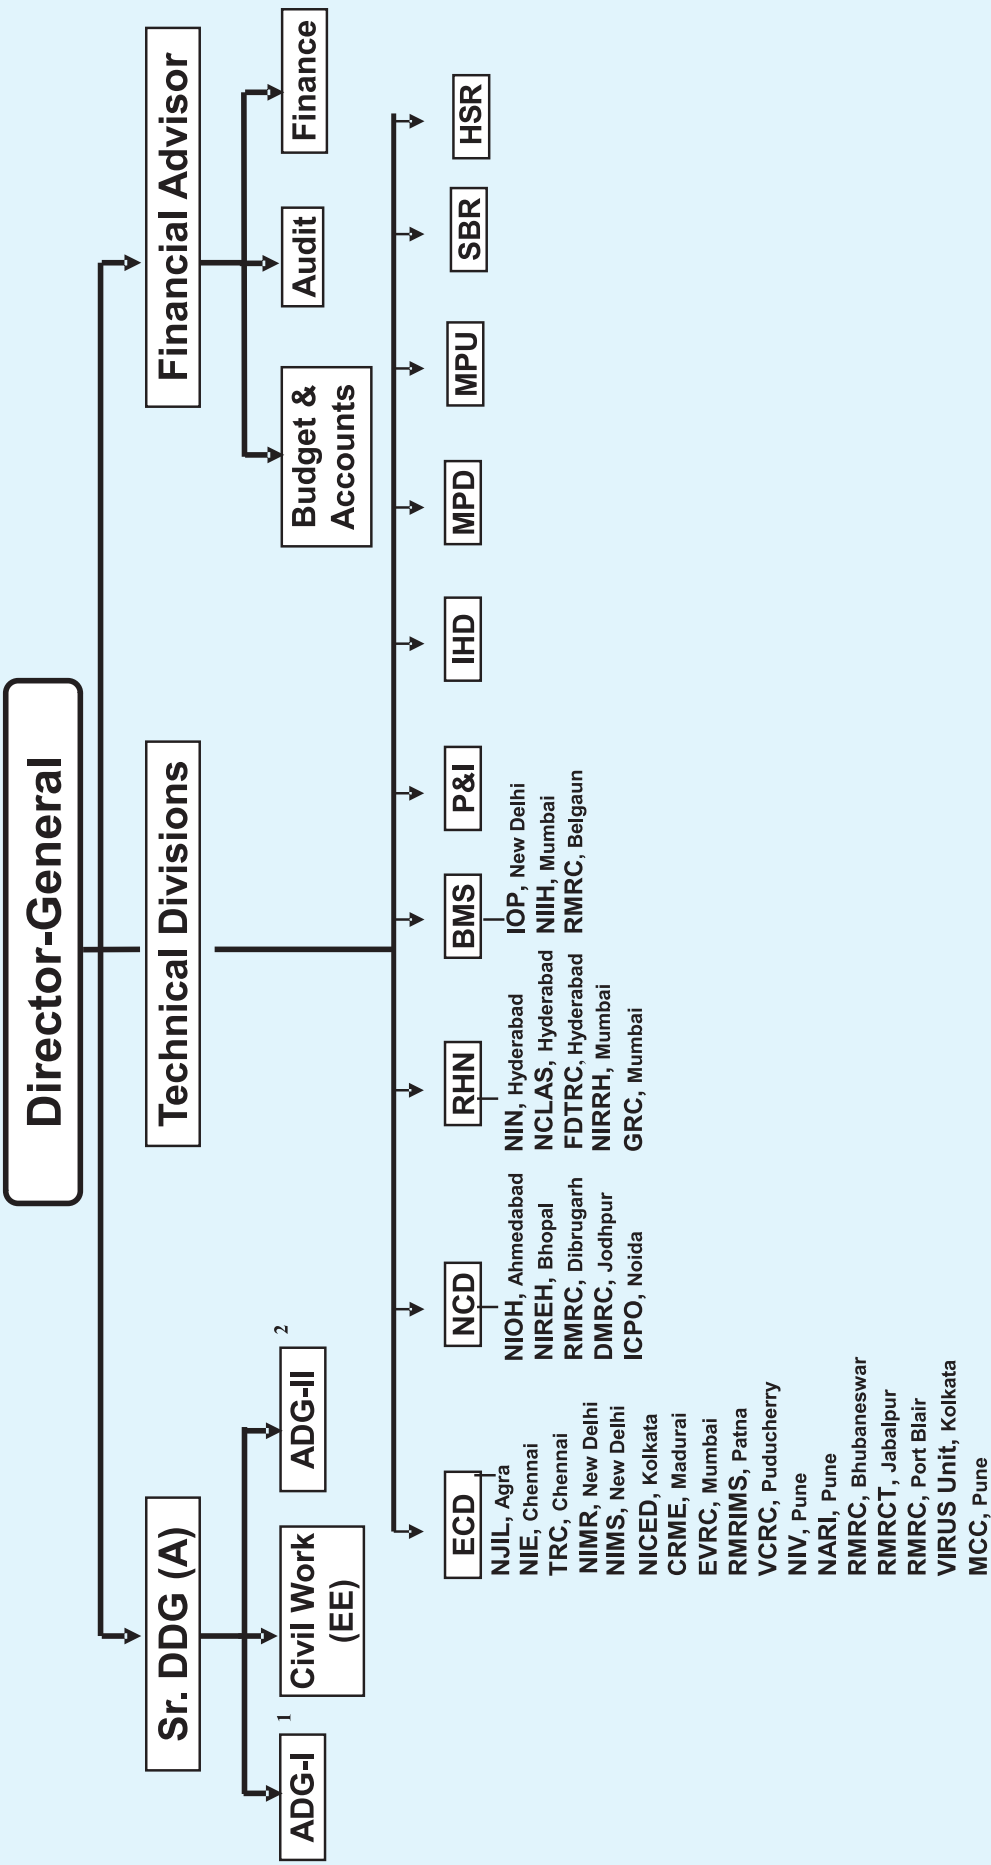 Director-General
Sr. DDG (A)
Technical Divisions
Financial Advisor
ADG-I
1
Civil Work
(EE)
ADG-II
2
Budget &
Accounts
Audit
Finance
ECD
NCD
RHN
BMS
P&I
IHD
MPD
MPU
SBR
HSR
NJIL, Agra
NIE, Chennai
TRC, Chennai
NIMR, New Delhi
NIMS, New Delhi
NICED, Kolkata
CRME, Madurai
EVRC, Mumbai
RMRIMS, Patna
VCRC, Puducherry
NIV, Pune
NARI, Pune
RMRC, Bhubaneswar
RMRCT, Jabalpur
RMRC, Port Blair
VIRUS Unit, Kolkata
MCC, Pune
NIOH, Ahmedabad
NIREH, Bhopal
RMRC, Dibrugarh
DMRC, Jodhpur
ICPO, Noida
NIN, Hyderabad
NCLAS, Hyderabad
FDTRC, Hyderabad
NIRRH, Mumbai
GRC, Mumbai
IOP, New Delhi
NIIH, Mumbai
RMRC, Belgaun